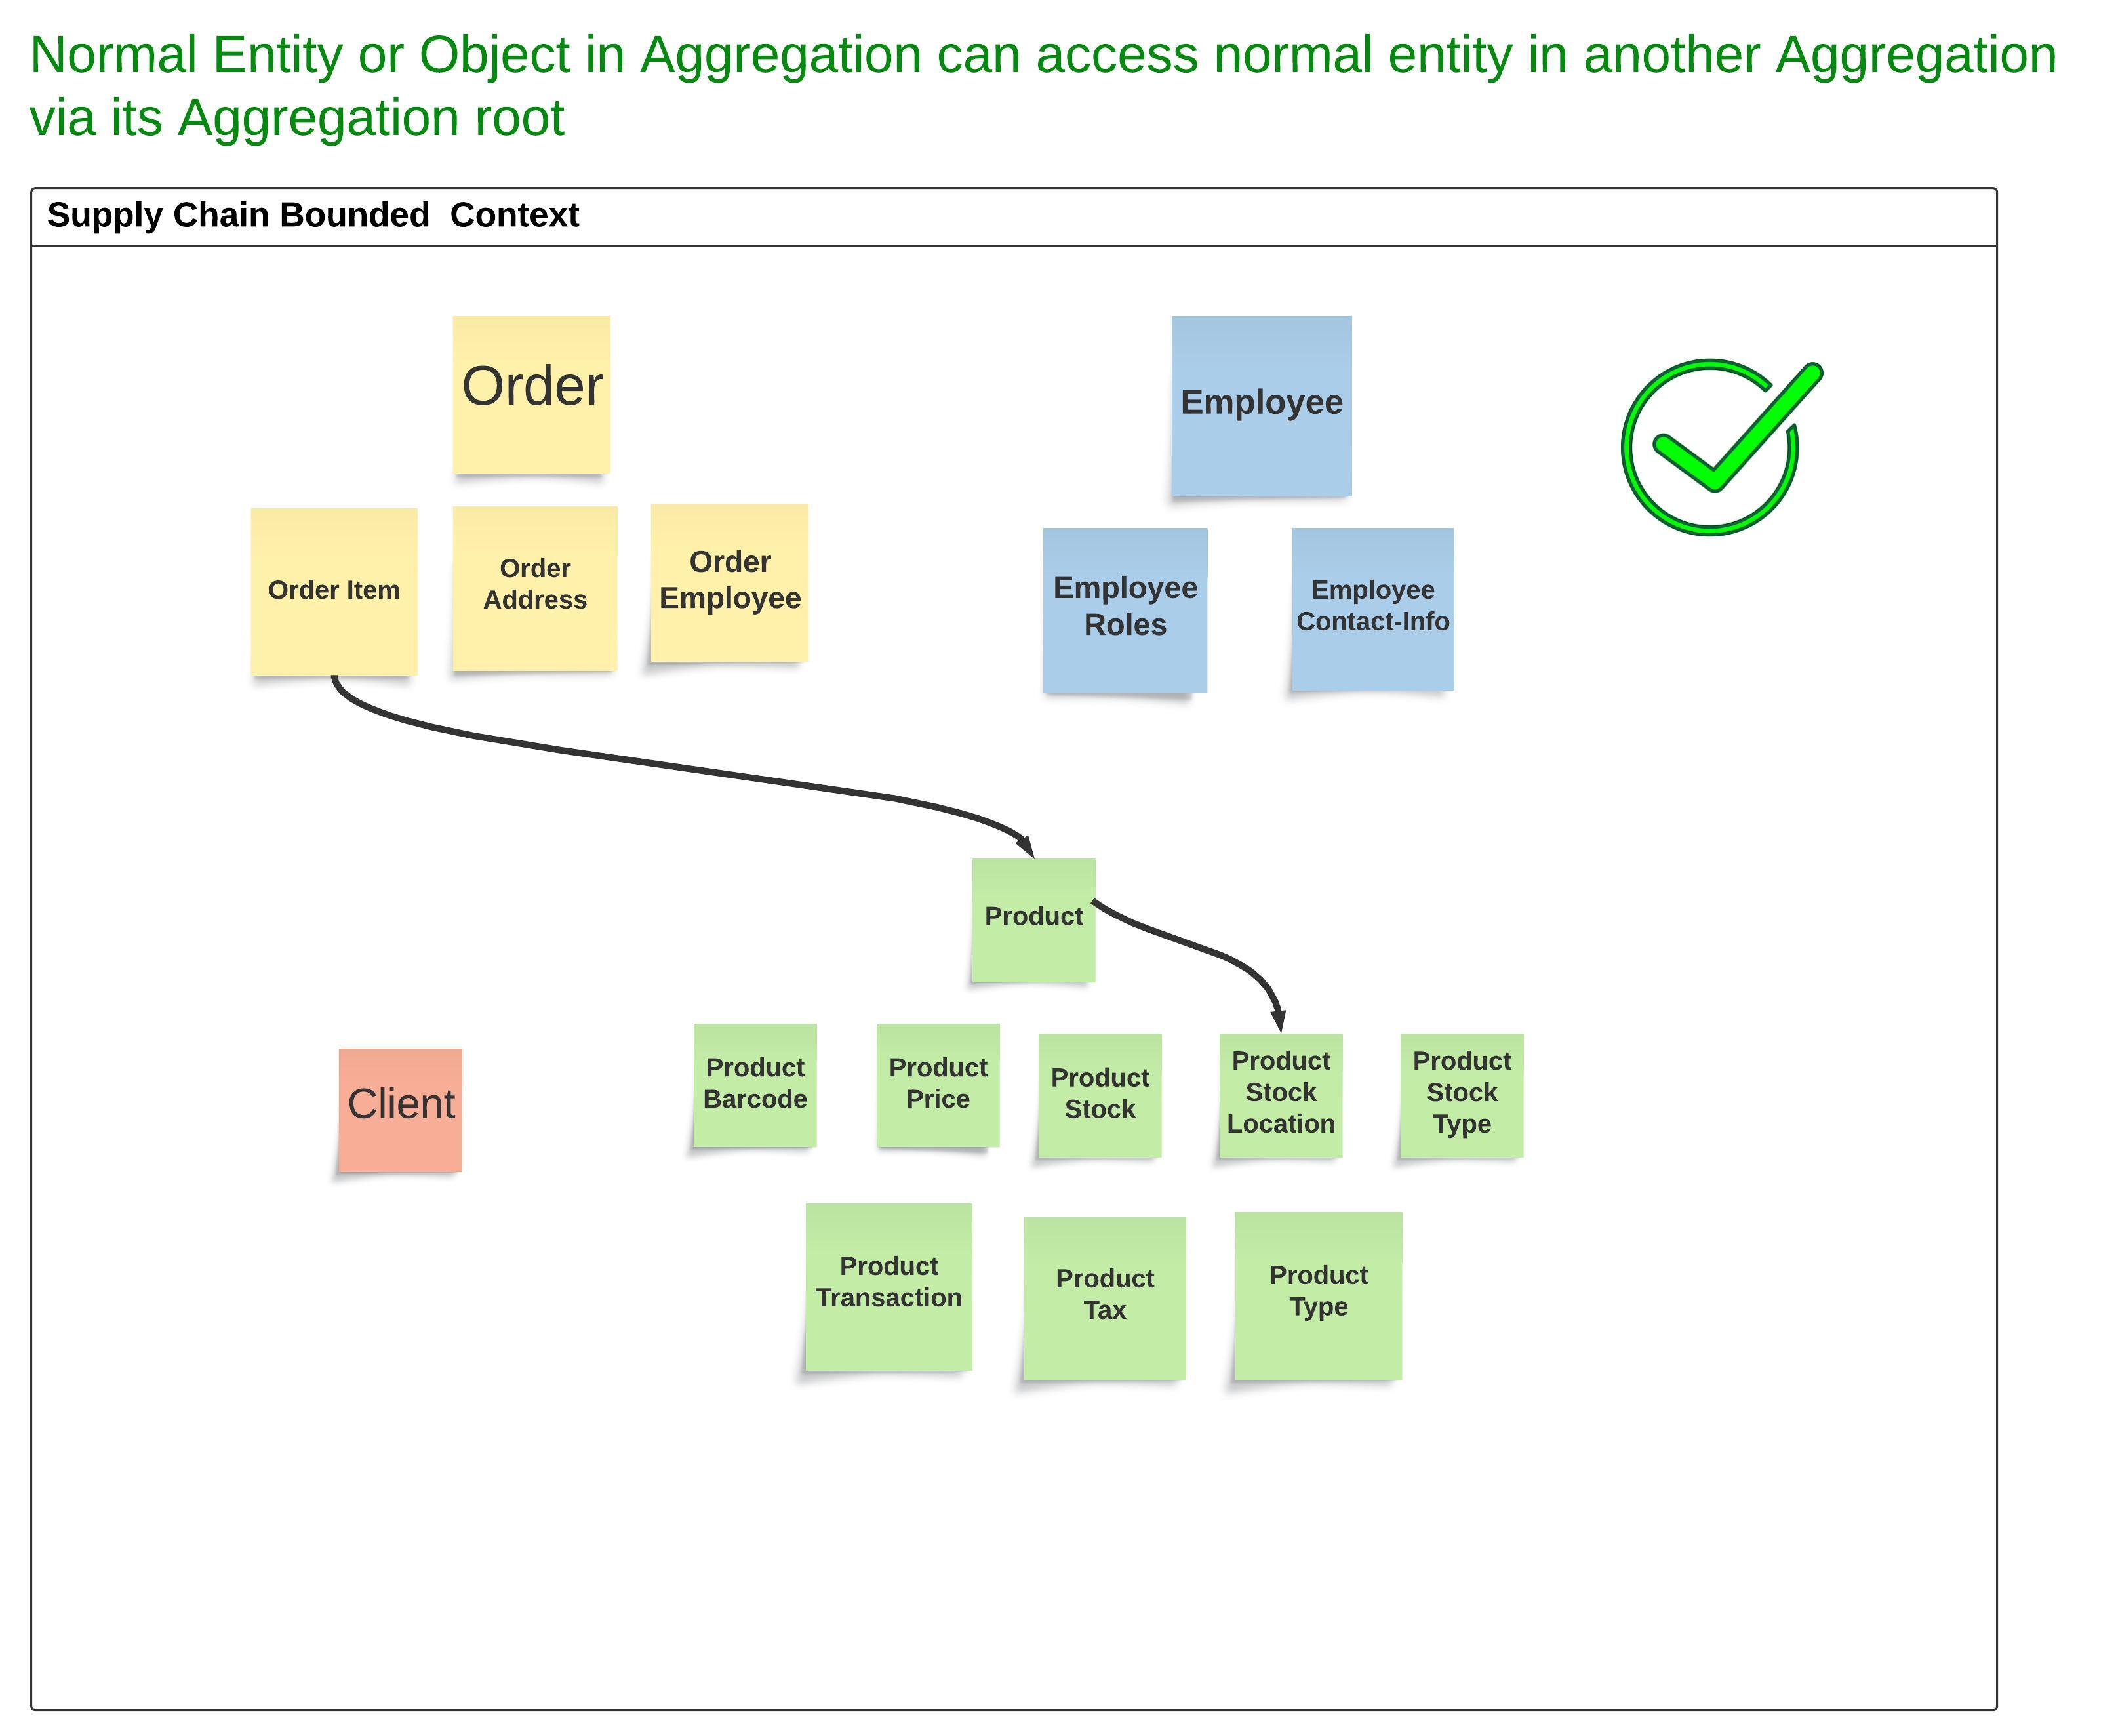 Normal Entity or Object in Aggregation can access normal entity in another Aggregation
via its Aggregation root
Supply Chain Bounded  Context
Order
Employee
Order Item
Order
Address
Order
Employee
Employee
Roles
Employee
Contact-Info
Product
Client
Product
Barcode
Product
Price
Product
Stock
Product
Stock
Location
Product
Stock
Type
Product
Transaction
Product
Tax
Product
Type